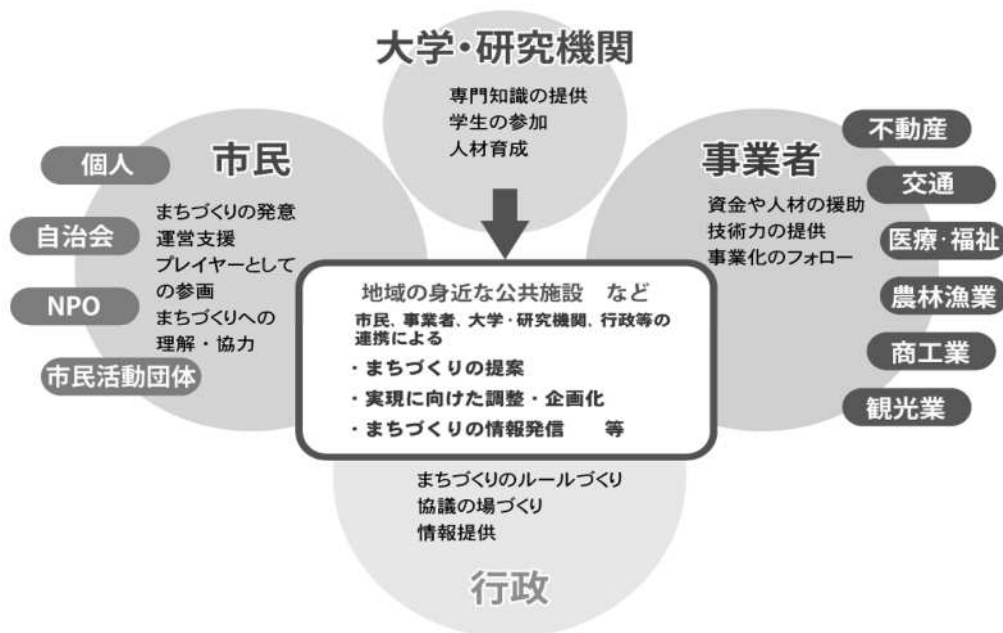 大学・研究機関
専門知識の提供
学生の参加
人材育成
市民
個人
自治会
NPO
市民活動団体
まちづくりの発意
運営支援
プレイヤーとして
の参画
まちづくりへの
理解・協力
事業者
資金や人材の援助
技術力の提供
事業化のフォロー
不動産
交通
医療・福祉
農林漁業
商工業
観光業
地域の身近な公共施設　など
市民、事業者、大学・研究機関、行政等の
連携による
・まちづくりの提案
・実現に向けた調整・企画化
・まちづくりの情報発信　等
まちづくりのルールづくり
協議の場づくり
情報提供
行政